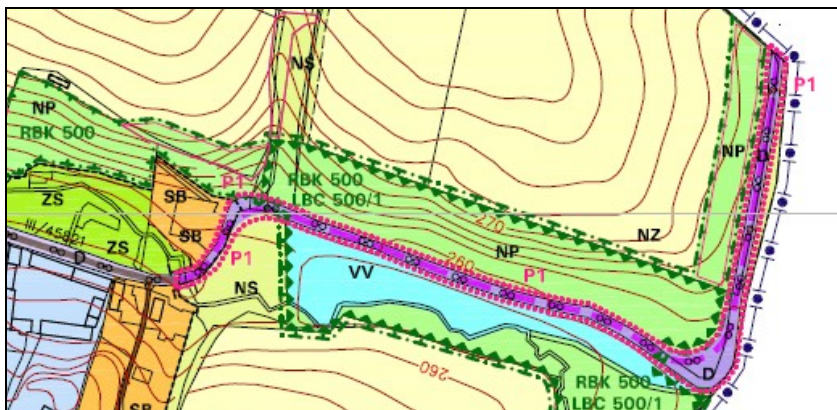 NS
P1
NP
NP
RBK 500
D
P1
RBK 500
LBC 500/1
ZS
SB
270
III/45821
ZS
SB
NP
NZ
D
P1
260
P1
VV
NS
260
D
RBK 500
LBC 500/1
SB